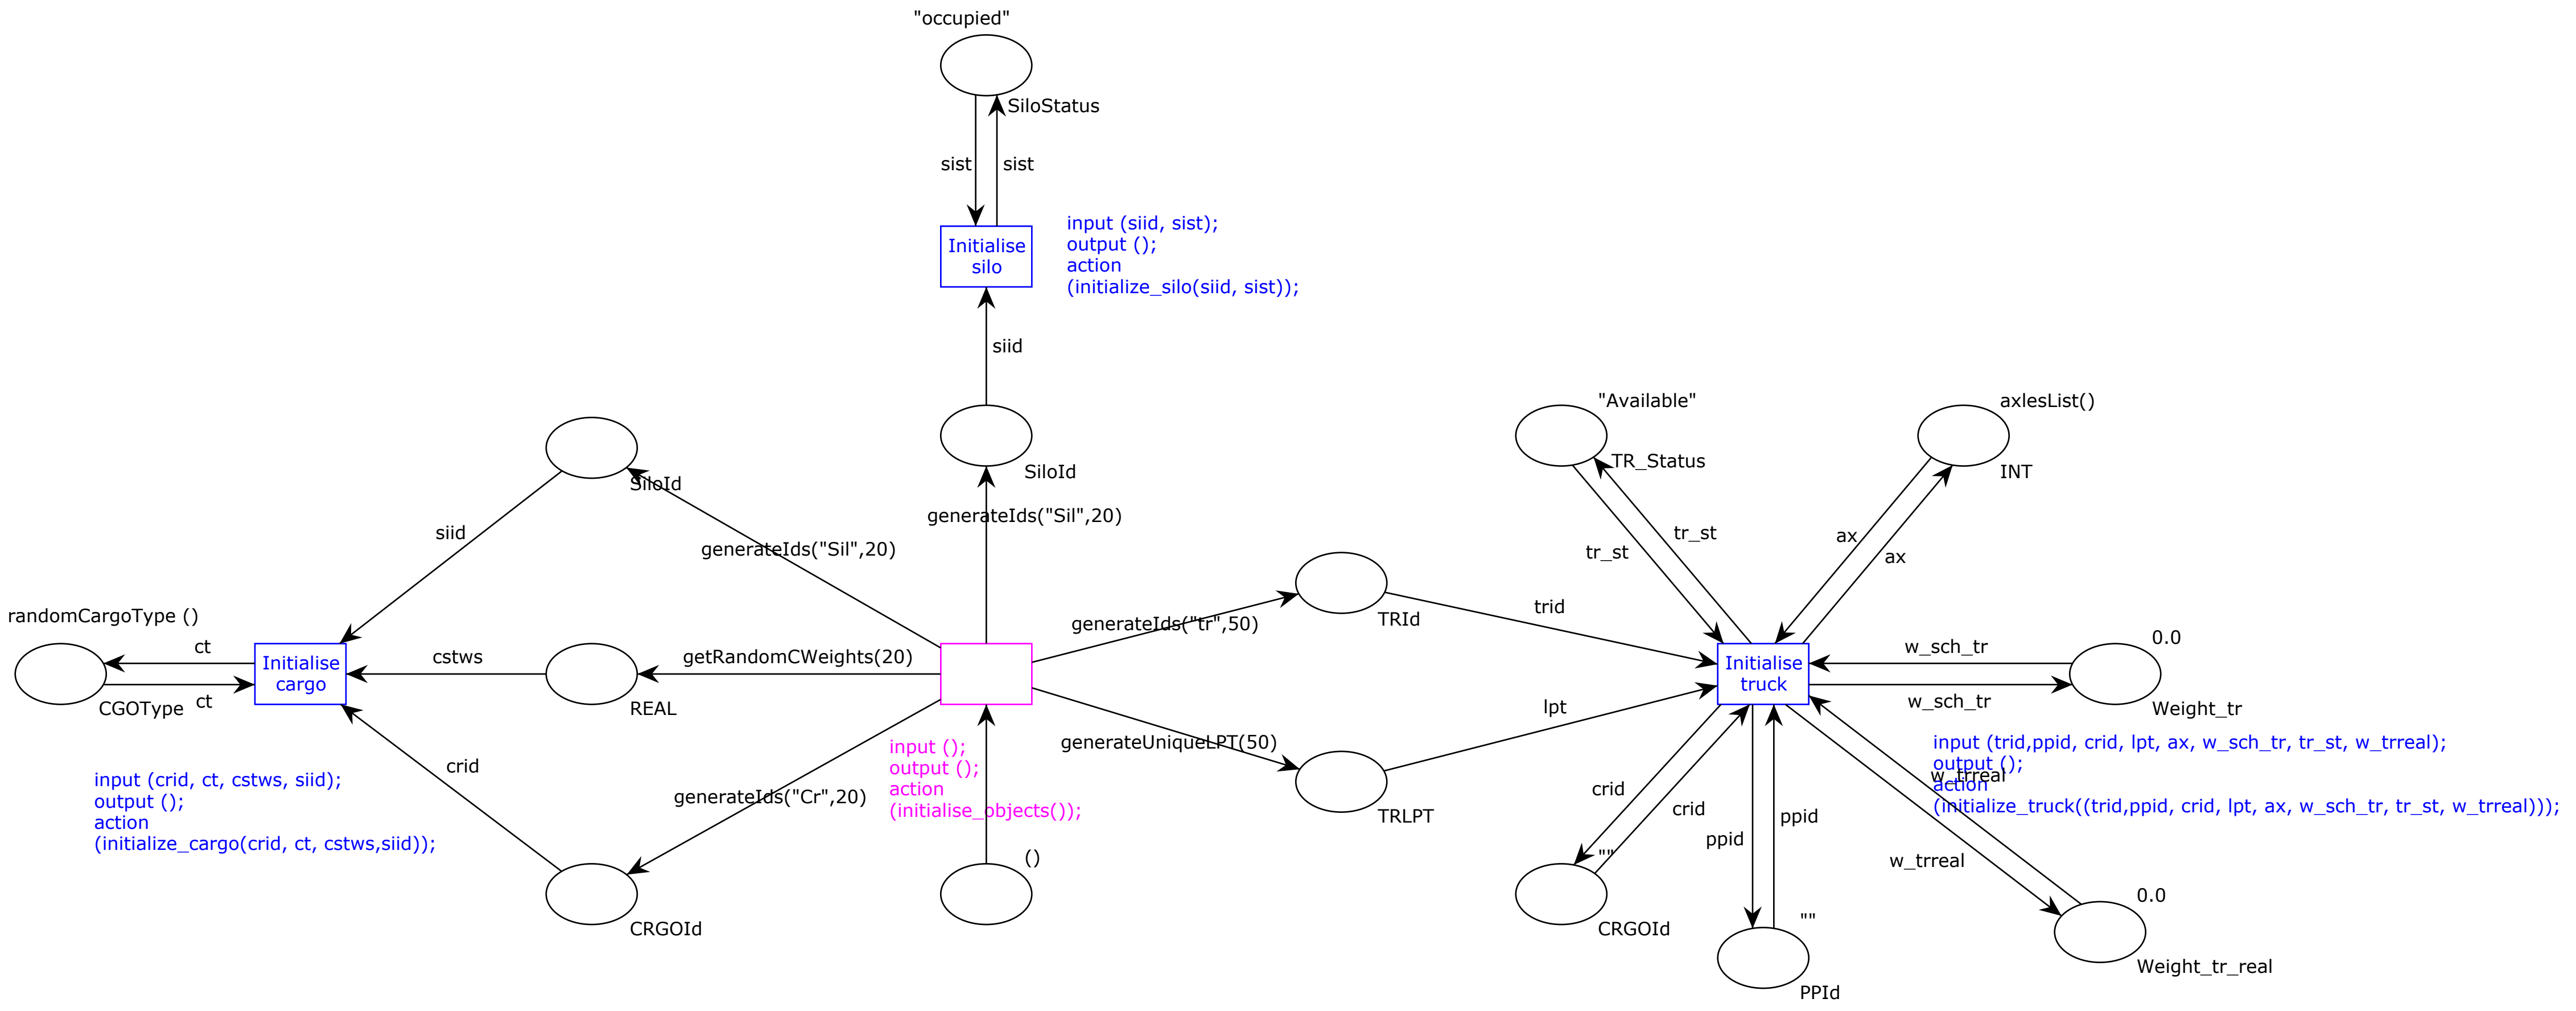 "occupied"
SiloStatus
sist
sist
Initialise
silo
input (siid, sist);
output ();
action
(initialize_silo(siid, sist));
siid
SiloId
generateIds("Sil",20)
SiloId
siid
generateIds("Sil",20)
randomCargoType ()
ct
Initialise
cargo
CGOType
ct
cstws
REAL
getRandomCWeights(20)
input (crid, ct, cstws, siid);
output ();
action
(initialize_cargo(crid, ct, cstws,siid));
crid
generateIds("Cr",20)
CRGOId
input ();
output ();
action
(initialise_objects());
()
generateIds("tr",50)
TRId
trid
generateUniqueLPT(50)
TRLPT
lpt
"Available"
TR_Status
tr_st
tr_st
axlesList()
INT
ax
ax
Initialise
truck
w_sch_tr
w_sch_tr
0.0
Weight_tr
input (trid,ppid, crid, lpt, ax, w_sch_tr, tr_st, w_trreal);
output ();
action
(initialize_truck((trid,ppid, crid, lpt, ax, w_sch_tr, tr_st, w_trreal)));
w_trreal
w_trreal
0.0
Weight_tr_real
crid
crid
""
CRGOId
ppid
ppid
""
PPId